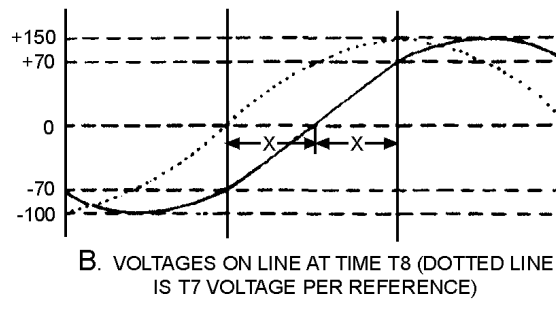 +150
+70
0
X X
-70
-100
B. VOLTAGES ON LINE AT TIME T8 (DOTTED LINE
IS T7 VOLTAGE PER REFERENCE)